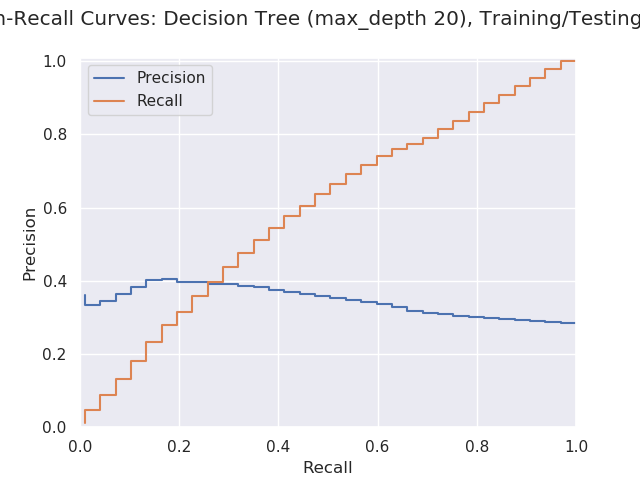 n-Recall Curves: Decision Tree (max_depth 20), Training/Testing
Precision
Recall
1.0
0.8
0.6
0.4
0.2
0.0
Precision
0.0 0.2 0.4 0.6 0.8 1.0
Recall